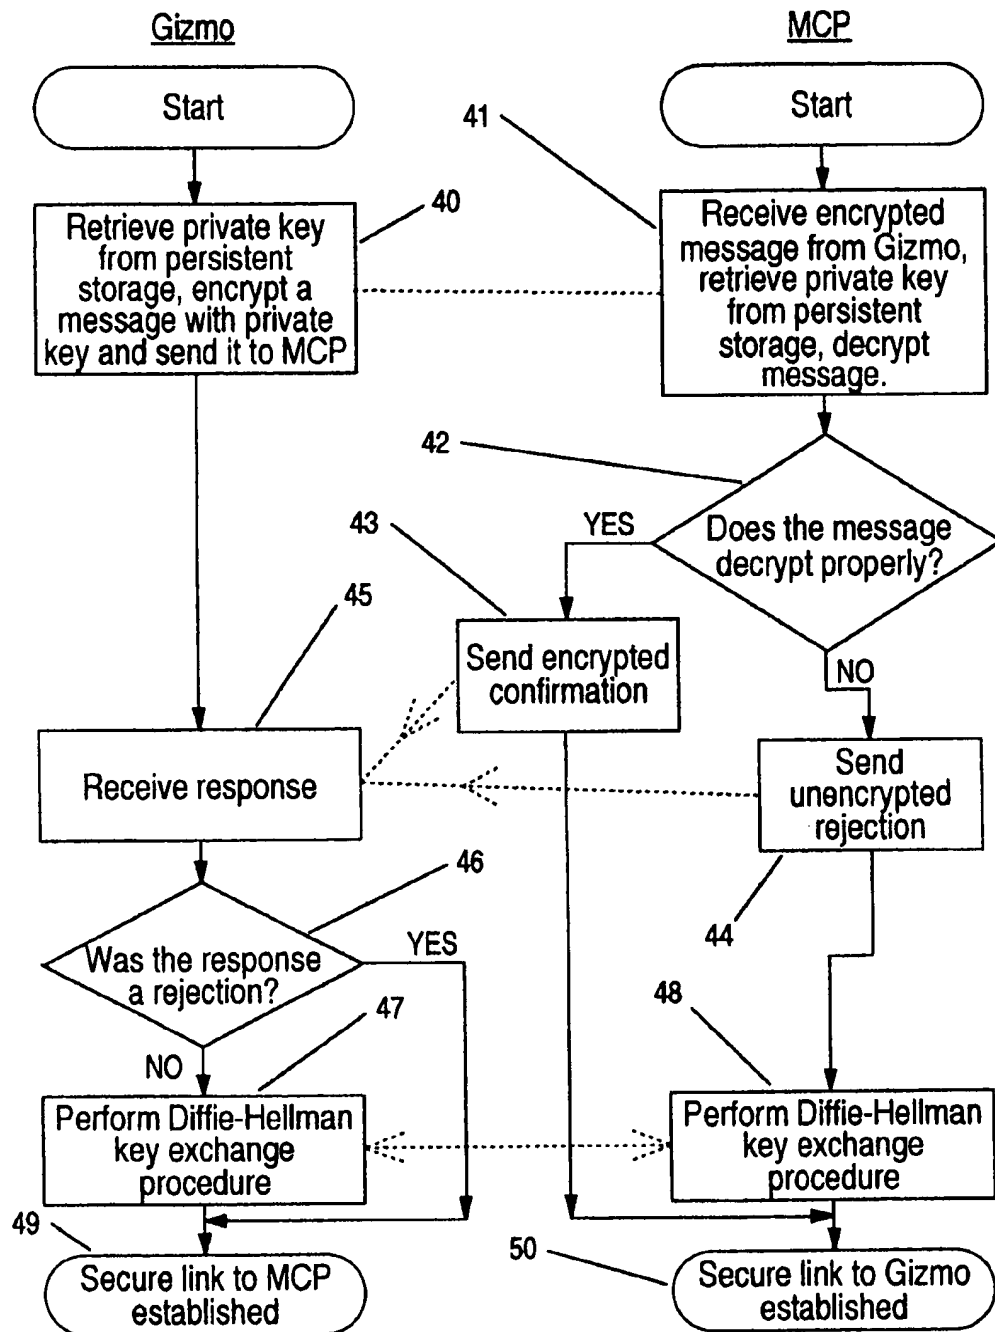 Gizmo
MCP
Start
Start
41
40
Retrieve private key
from persistent
storage, encrypt a
message with private
key and send it to MCP
Receive encrypted
message from Gizmo,
retrieve private key
from persistent
storage, decrypt
message.
42
43
YES
Does the message
decrypt properly?
45
Send encrypted
confirmation
NO
Receive response
Send
unencrypted
rejection
46
44
YES
Was the response
a rejection?
47
48
NO
Perform Diffie-Hellman
key exchange
procedure
Perform Diffie-Hellman
key exchange
procedure
49
50
Secure link to MCP
established
Secure link to Gizmo
established